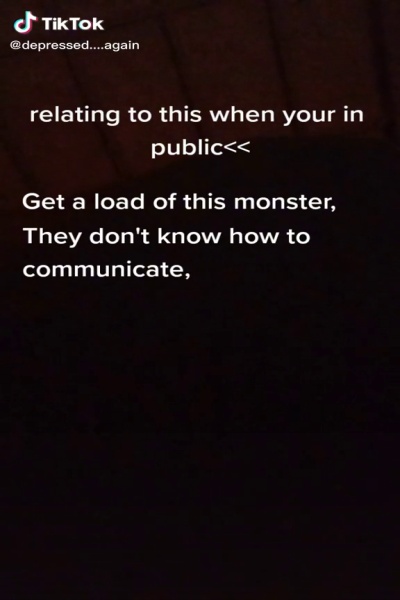 TikTok
@depressed....again
relating to this when your in
public<<
Get a load of this monster,
They don't know how to
communicate,